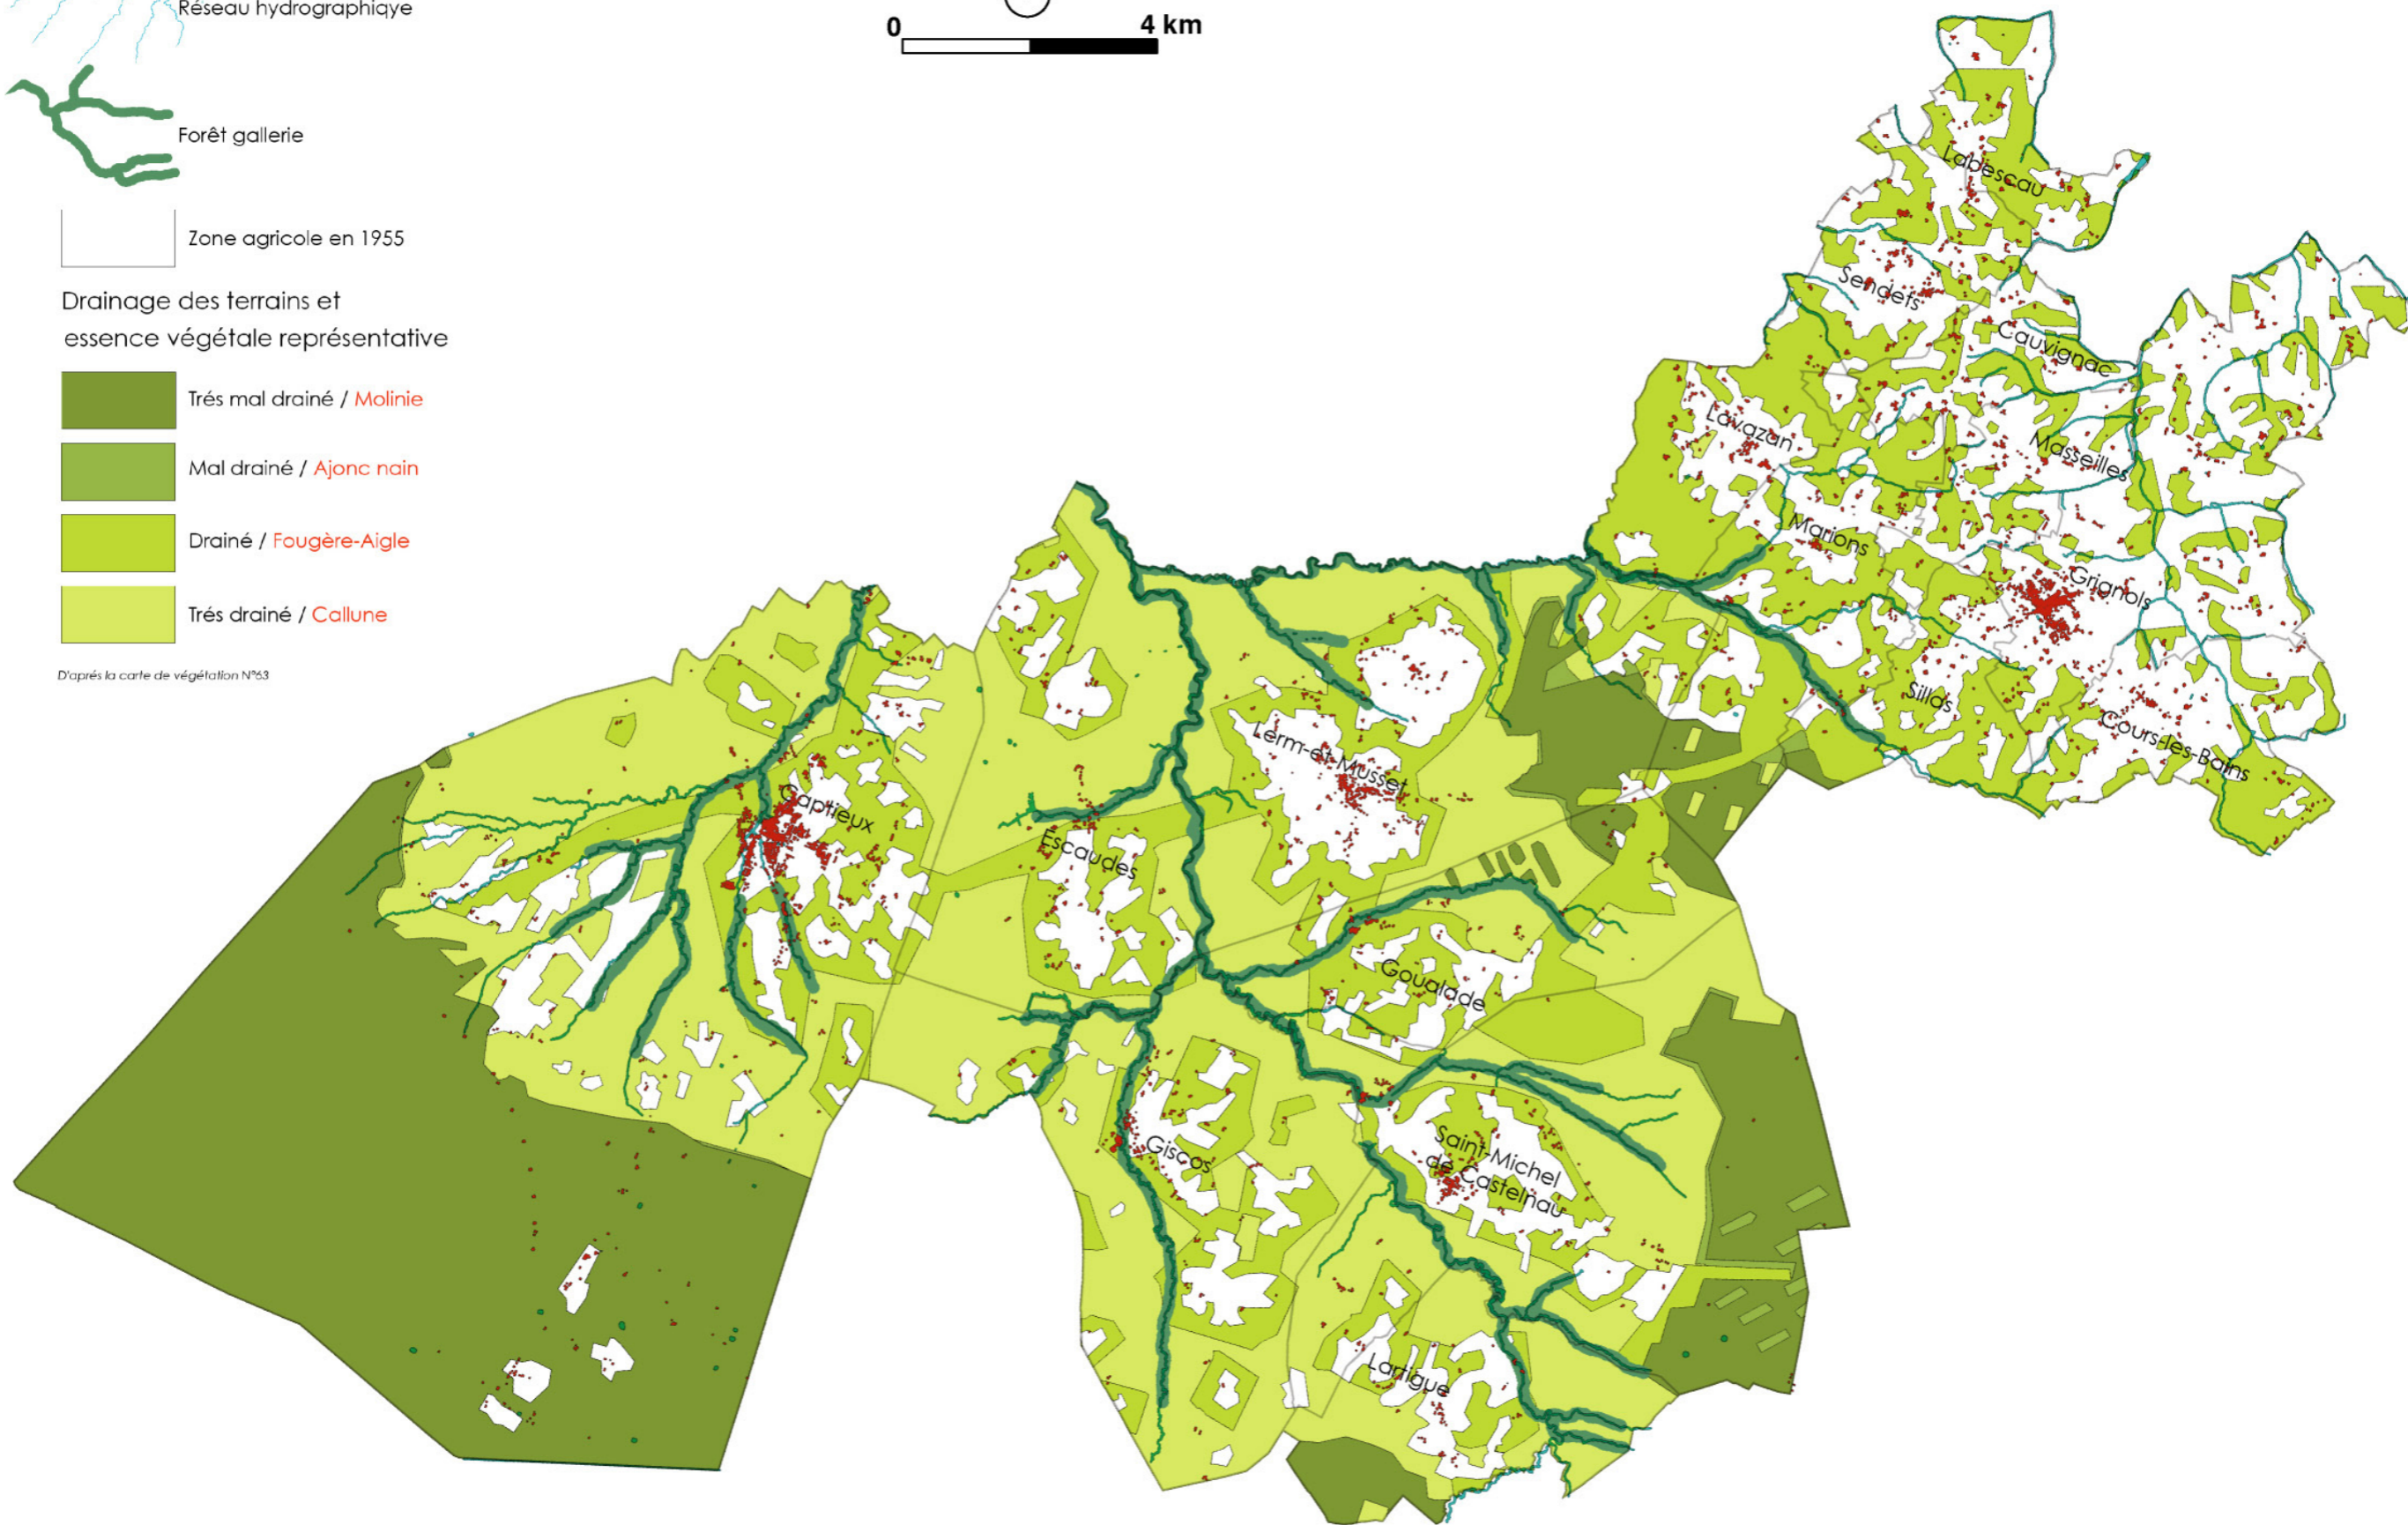 Réseau hydrographiqye
0 4 km
Forêt gallerie
Zone agricole en 1955
Drainage des terrains et
essence végétale représentative
Trés mal drainé / Molinie
Mal drainé / Ajonc nain
Drainé / Fougère-Aigle
Trés drainé / Callune
D'aprés la carte de végétation N°63
Labescau
Sendets
Cauvignac
Lavazan
Masseilles
Marions
Grignols
Sillas
Cours-les-Bains
Lerm-et-Musset
Captieux
Escaudes
Goualade
Giscos
Saint-Michel
de Castelnau
Lartigue